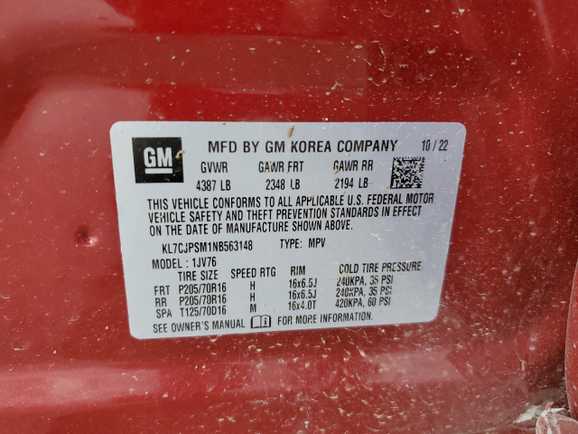 GM MFD BY GM KOREA COMPANY 10/22
GVWR GAWR FRT GAWR RR
4387 LB 2348 LB 2194 LB
THIS VEHICLE CONFORMS TO ALL APPLICABLE U.S. FEDERAL MOTOR
VEHICLE SAFETY AND THEFT PREVENTION STANDARDS IN EFFECT
ON THE DATE OF MANUFACTURE SHOWN ABOVE.
KL7CJPSM1NB563148 TYPE: MPV
MODEL: 1JV76
TIRE SIZE SPEED RTG RIM COLD TIRE PRESSURE
FRT P205/70R16 H 16x6.5J 240KPA, 35 PSI
RR P205/70R16 H 16x6.5J 240KPA, 35 PSI
SPA T125/70D16 M 16x4.0T 420KPA, 60 PSI
SEE OWNER'S MANUAL FOR MORE INFORMATION.